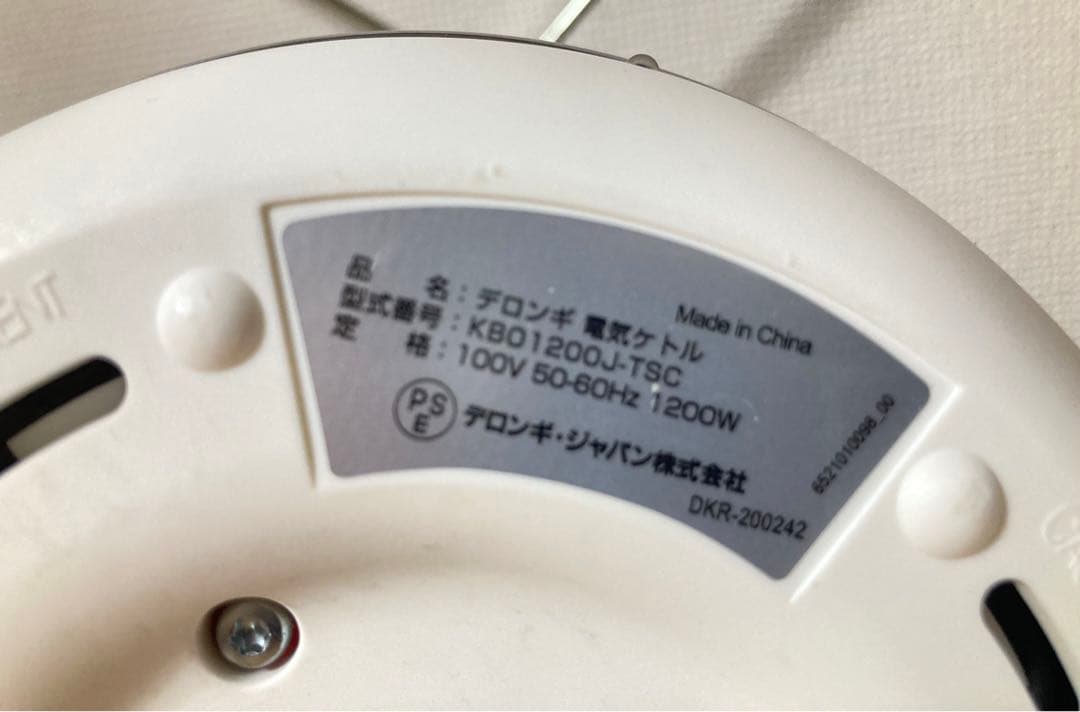 品名：デロンギ 電気ケトル
Made in China
型式番号：KBO1200J-TSC
定格：100V 50-60Hz 1200W
PSE
デロンギ・ジャパン株式会社
DKR-200242
6521010098_00